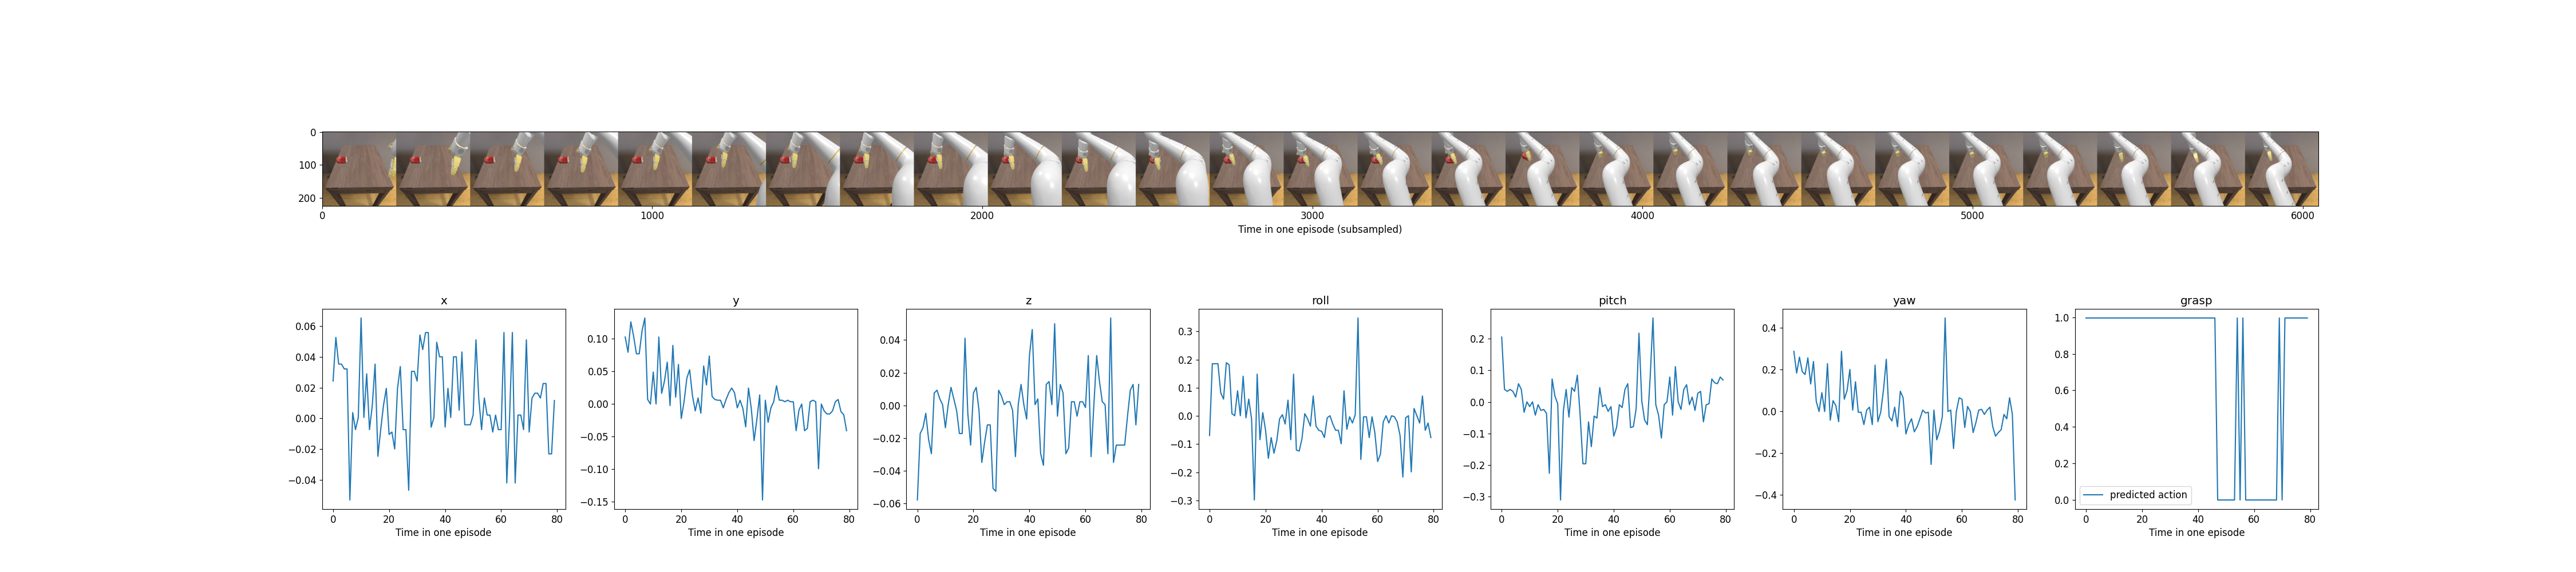 0
100
200
0 1000 2000 3000 4000 5000 6000
Time in one episode (subsampled)
x
0.06
0.04
0.02
0.00
−0.02
−0.04
0 20 40 60 80
Time in one episode
y
0.10
0.05
0.00
−0.05
−0.10
−0.15
0 20 40 60 80
Time in one episode
z
0.04
0.02
0.00
−0.02
−0.04
−0.06
0 20 40 60 80
Time in one episode
roll
0.3
0.2
0.1
0.0
−0.1
−0.2
−0.3
0 20 40 60 80
Time in one episode
pitch
0.2
0.1
0.0
−0.1
−0.2
−0.3
0 20 40 60 80
Time in one episode
yaw
0.4
0.2
0.0
−0.2
−0.4
0 20 40 60 80
Time in one episode
grasp
1.0
0.8
0.6
0.4
0.2
0.0
predicted action
0 20 40 60 80
Time in one episode